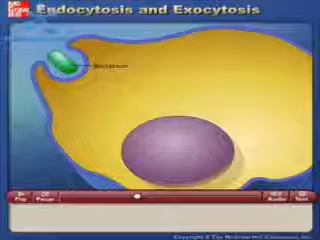 Endocytosis and Exocytosis
Bacterium
Play
Pause
Audio
Text
Copyright © The McGraw-Hill Companies, Inc.